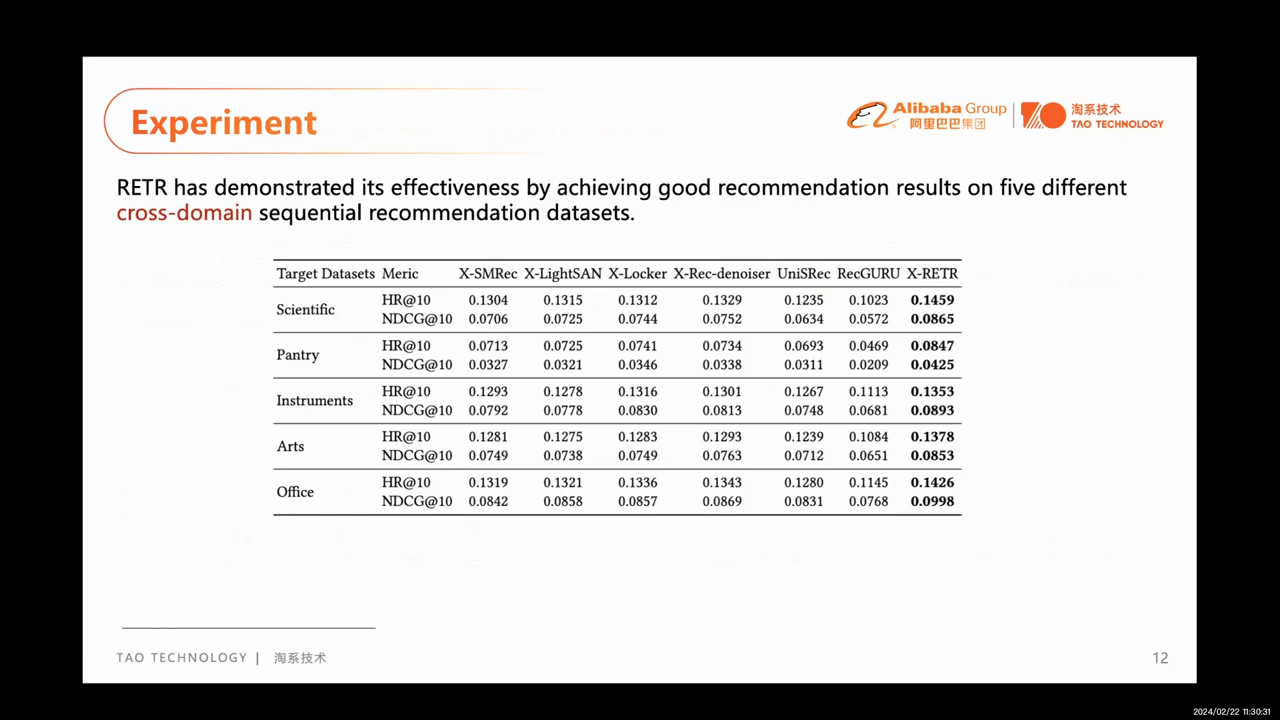 Experiment
Alibaba Group
阿里巴巴集团
淘系技术
TAO TECHNOLOGY
RETR has demonstrated its effectiveness by achieving good recommendation results on five different
cross-domain sequential recommendation datasets.
Target Datasets Meric X-SMRec X-LightSAN X-Locker X-Rec-denoiser UniSRec RecGURU X-RETR
Scientific
HR@10 0.1304 0.1315 0.1312 0.1329 0.1235 0.1023 0.1459
NDCG@10 0.0706 0.0725 0.0744 0.0752 0.0634 0.0572 0.0865
Pantry
HR@10 0.0713 0.0725 0.0741 0.0734 0.0693 0.0469 0.0847
NDCG@10 0.0327 0.0321 0.0346 0.0338 0.0311 0.0209 0.0425
Instruments
HR@10 0.1293 0.1278 0.1316 0.1301 0.1267 0.1113 0.1353
NDCG@10 0.0792 0.0778 0.0830 0.0813 0.0748 0.0681 0.0893
Arts
HR@10 0.1281 0.1275 0.1283 0.1293 0.1239 0.1084 0.1378
NDCG@10 0.0749 0.0738 0.0749 0.0763 0.0712 0.0651 0.0853
Office
HR@10 0.1319 0.1321 0.1336 0.1343 0.1280 0.1145 0.1426
NDCG@10 0.0842 0.0858 0.0857 0.0869 0.0831 0.0768 0.0998
TAO TECHNOLOGY | 淘系技术
12
2024/02/22 11:30:31